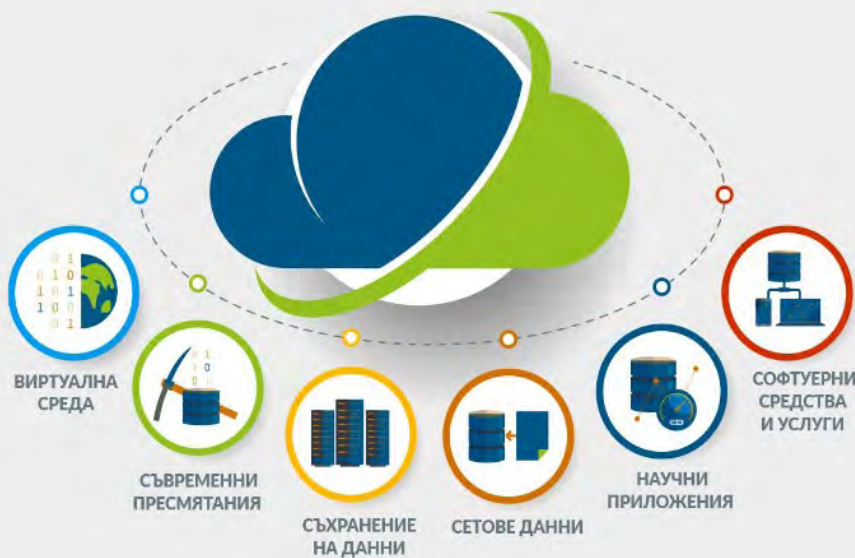 ВИРТУАЛНА
СРЕДА
СЪВРЕМЕННИ
ПРЕСМЯТАНИЯ
СЪХРАНЕНИЕ
НА ДАННИ
СЕТОВЕ ДАННИ
НАУЧНИ
ПРИЛОЖЕНИЯ
СОФТУЕРНИ
СРЕДСТВА
И УСЛУГИ